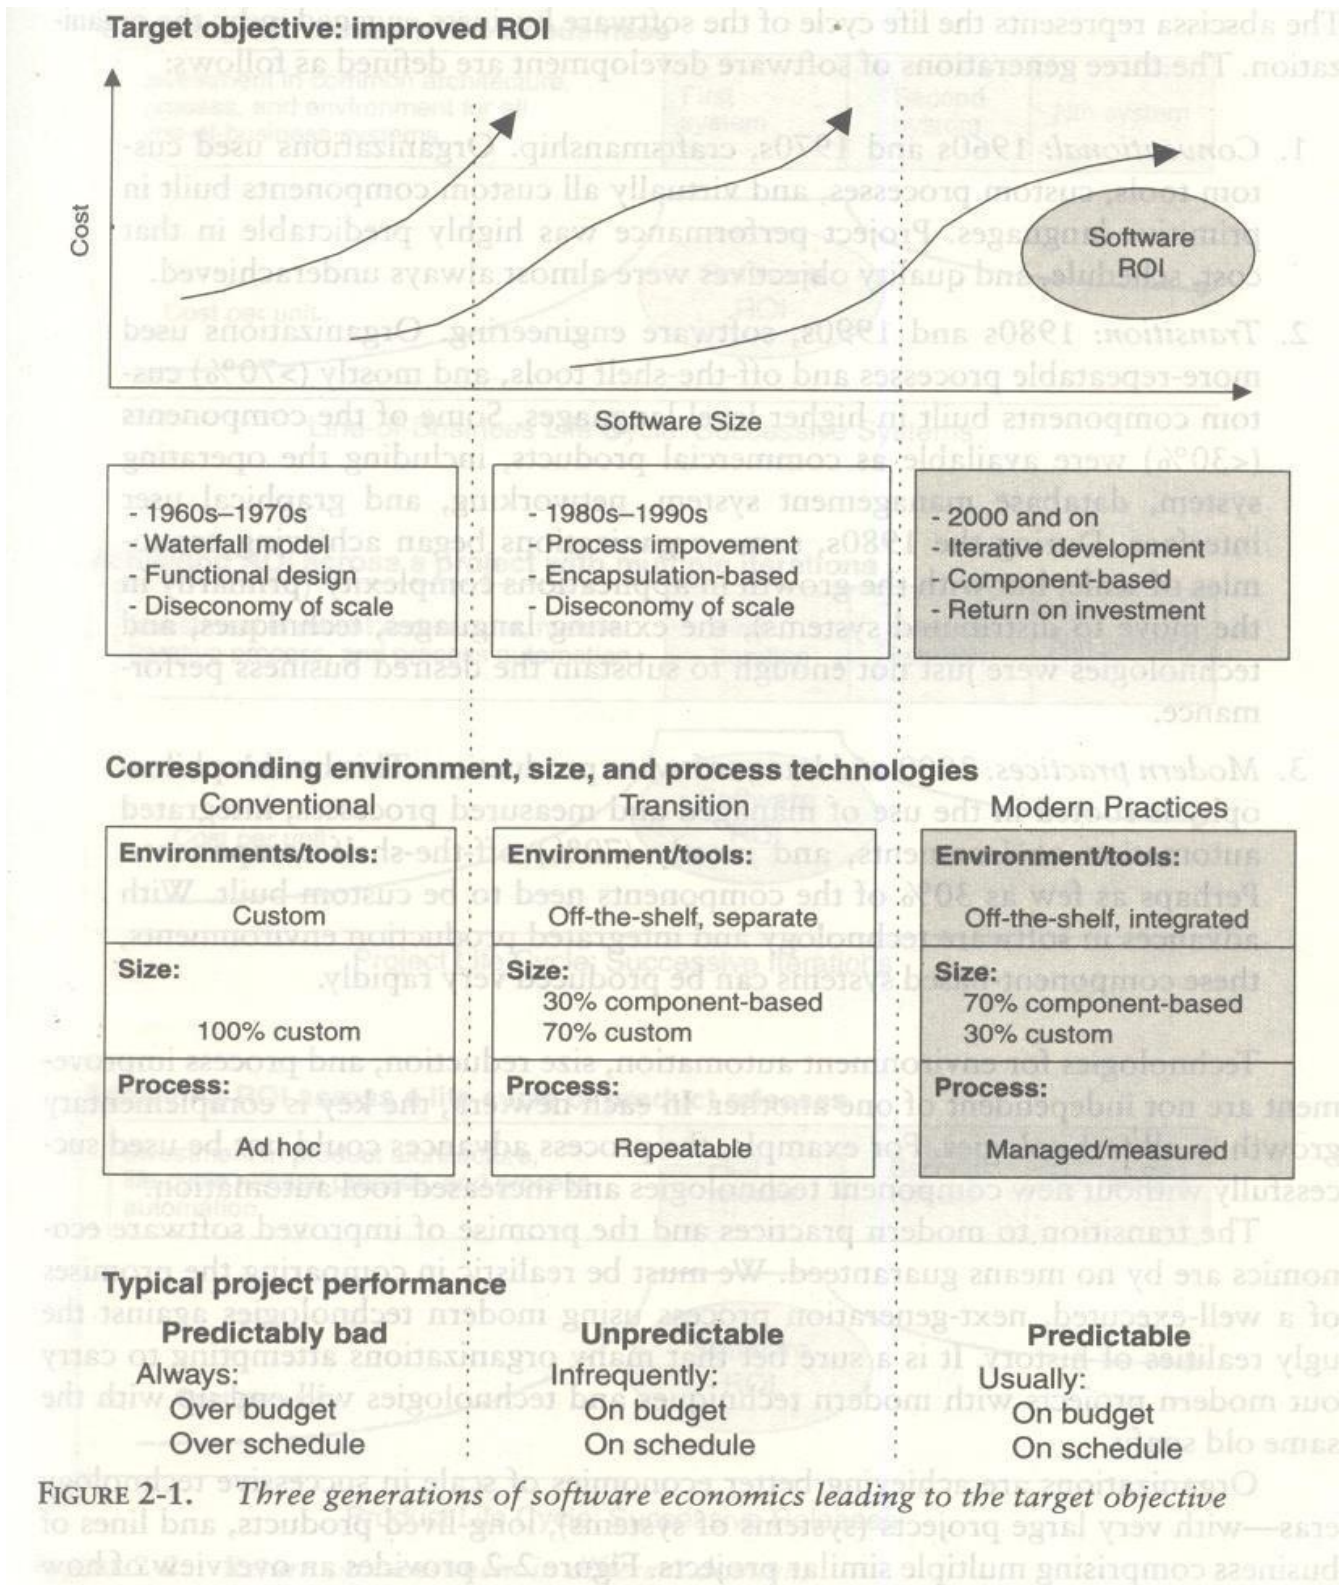 Target objective: improved ROI
Cost
Software
ROI
Software Size
- 1960s–1970s
- Waterfall model
- Functional design
- Diseconomy of scale
- 1980s–1990s
- Process impovement
- Encapsulation-based
- Diseconomy of scale
- 2000 and on
- Iterative development
- Component-based
- Return on investment
Corresponding environment, size, and process technologies
Conventional
Environments/tools:
Custom
Size:
100% custom
Process:
Ad hoc
Transition
Environment/tools:
Off-the-shelf, separate
Size:
30% component-based
70% custom
Process:
Repeatable
Modern Practices
Environment/tools:
Off-the-shelf, integrated
Size:
70% component-based
30% custom
Process:
Managed/measured
Typical project performance
Predictably bad
Always:
Over budget
Over schedule
Unpredictable
Infrequently:
On budget
On schedule
Predictable
Usually:
On budget
On schedule
FIGURE 2-1. Three generations of software economics leading to the target objective